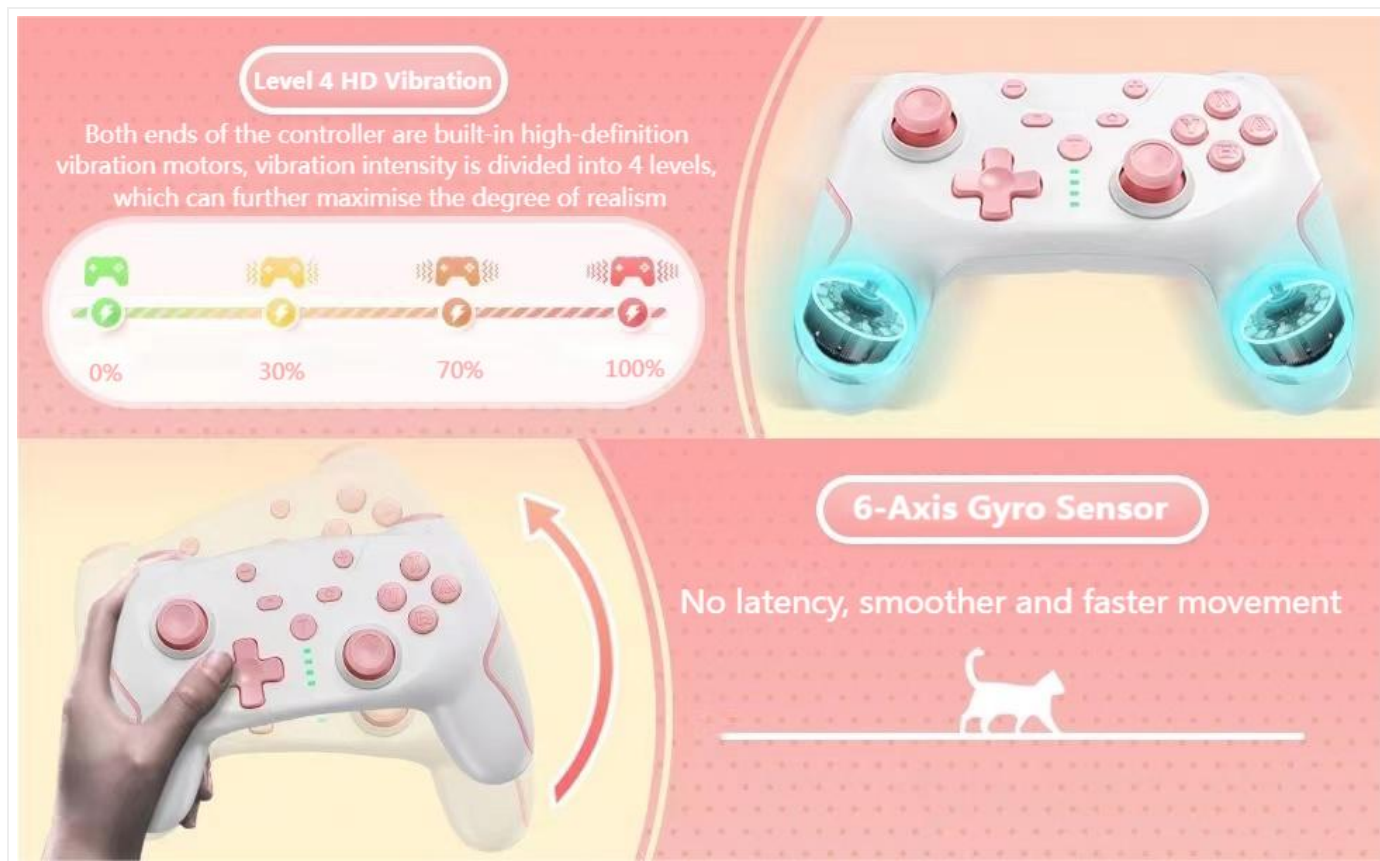 Level 4 HD Vibration
Both ends of the controller are built-in high-definition
vibration motors, vibration intensity is divided into 4 levels,
which can further maximise the degree of realism
0%
30%
70%
100%
X
Y
A
B
6-Axis Gyro Sensor
No latency, smoother and faster movement